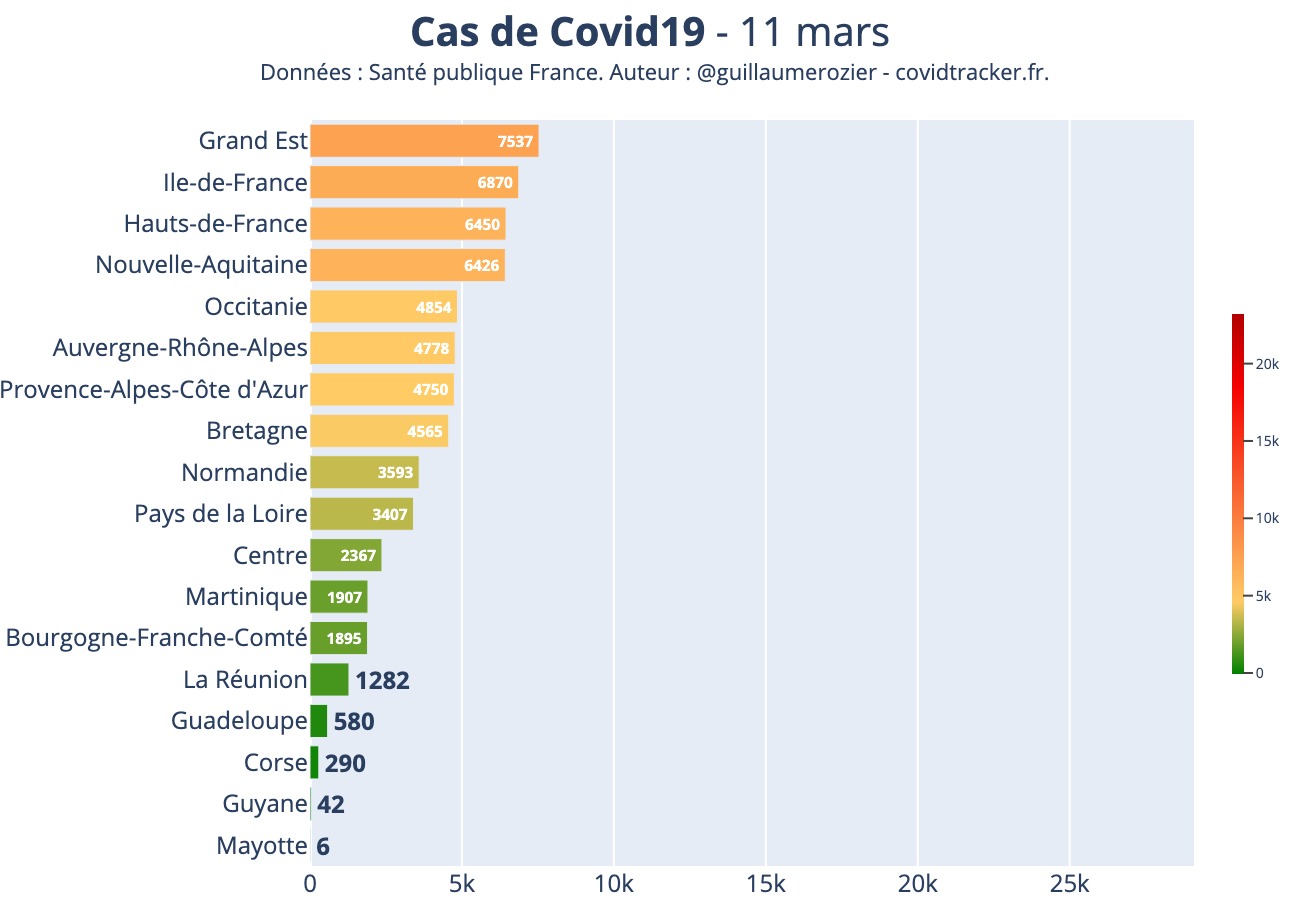 Cas de Covid19 - 11 mars
Données : Santé publique France. Auteur : @guillaumerozier - covidtracker.fr.
Grand Est 7537
Ile-de-France 6870
Hauts-de-France 6450
Nouvelle-Aquitaine 6426
Occitanie 4854
Auvergne-Rhône-Alpes 4778
Provence-Alpes-Côte d'Azur 4750
Bretagne 4565
Normandie 3593
Pays de la Loire 3407
Centre 2367
Martinique 1907
Bourgogne-Franche-Comté 1895
La Réunion 1282
Guadeloupe 580
Corse 290
Guyane 42
Mayotte 6
0 5k 10k 15k 20k 25k
20k
15k
10k
5k
0